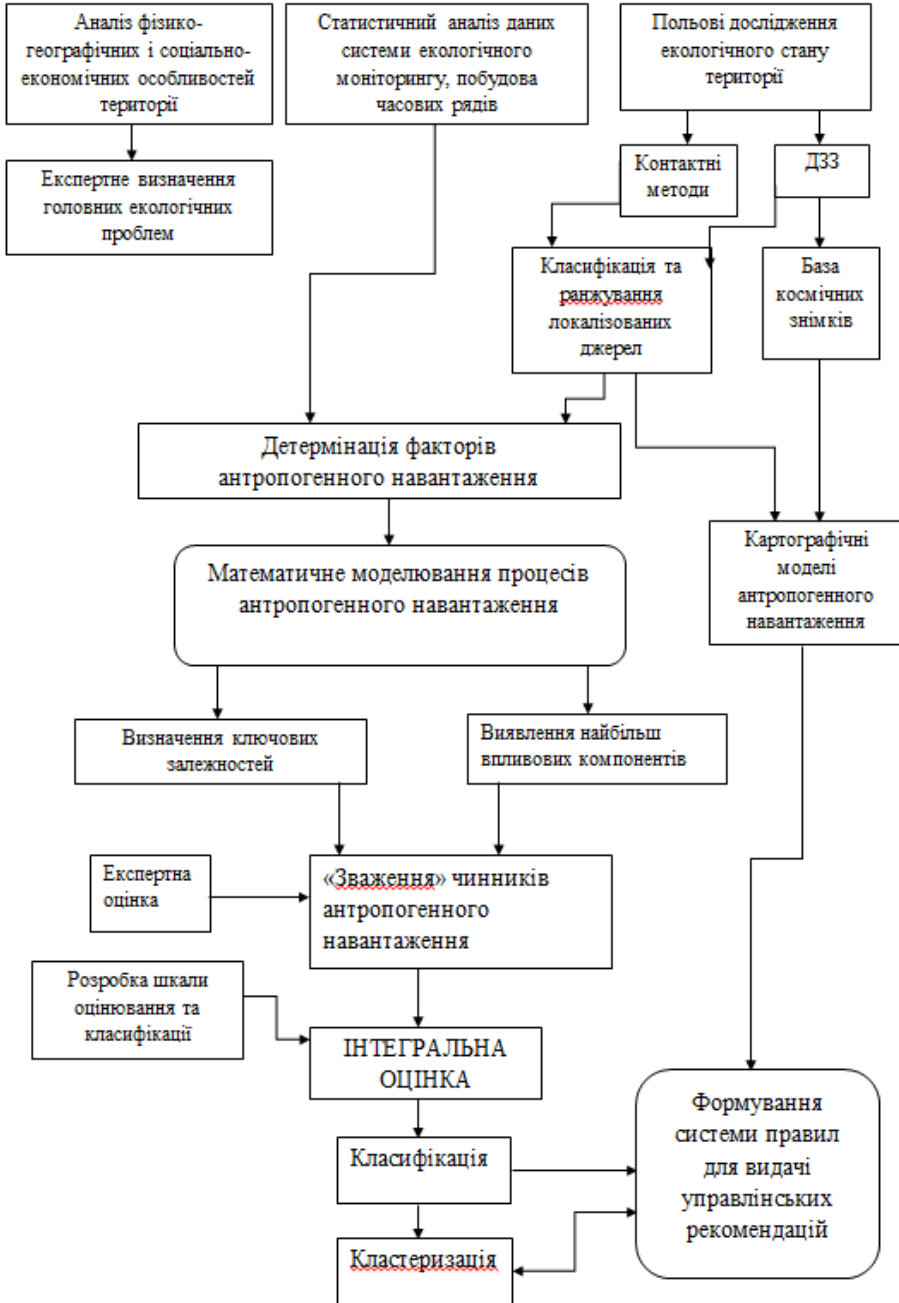 Аналіз фізико-
географічних і соціально-
економічних особливостей
території
Статистичний аналіз даних
системи екологічного
моніторингу, побудова
часових рядів
Польові дослідження
екологічного стану
території
Експертне визначення
головних екологічних
проблем
Контактні
методи
ДЗЗ
Класифікація та
ранжування
локалізованих
джерел
База
космічних
знімків
Детермінація факторів
антропогенного навантаження
Математичне моделювання процесів
антропогенного навантаження
Картографічні
моделі
антропогенного
навантаження
Визначення ключових
залежностей
Виявлення найбільш
впливових компонентів
Експертна
оцінка
«Зваження» чинників
антропогенного
навантаження
Розробка шкали
оцінювання та
класифікації
ІНТЕГРАЛЬНА
ОЦІНКА
Класифікація
Формування
системи правил
для видачі
управлінських
рекомендацій
Кластеризація